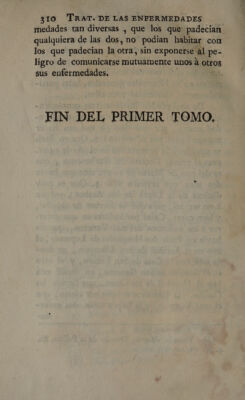 310 TRAT. DE LAS ENFERMEDADES
medades tan diversas , que los que padecian
qualquiera de las dos, no podian habitar con
los que padecian la otra, sin exponerse al pe-
ligro de comunicarse mutuamente unos à otros
sus enfermedades.
FIN DEL PRIMER TOMO.